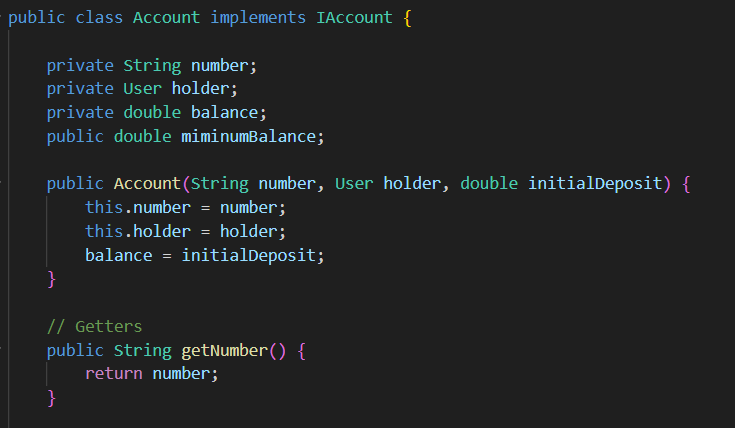 public class Account implements IAccount {
private String number;
private User holder;
private double balance;
public double miminumBalance;
public Account(String number, User holder, double initialDeposit) {
this.number = number;
this.holder = holder;
balance = initialDeposit;
}
// Getters
public String getNumber() {
return number;
}